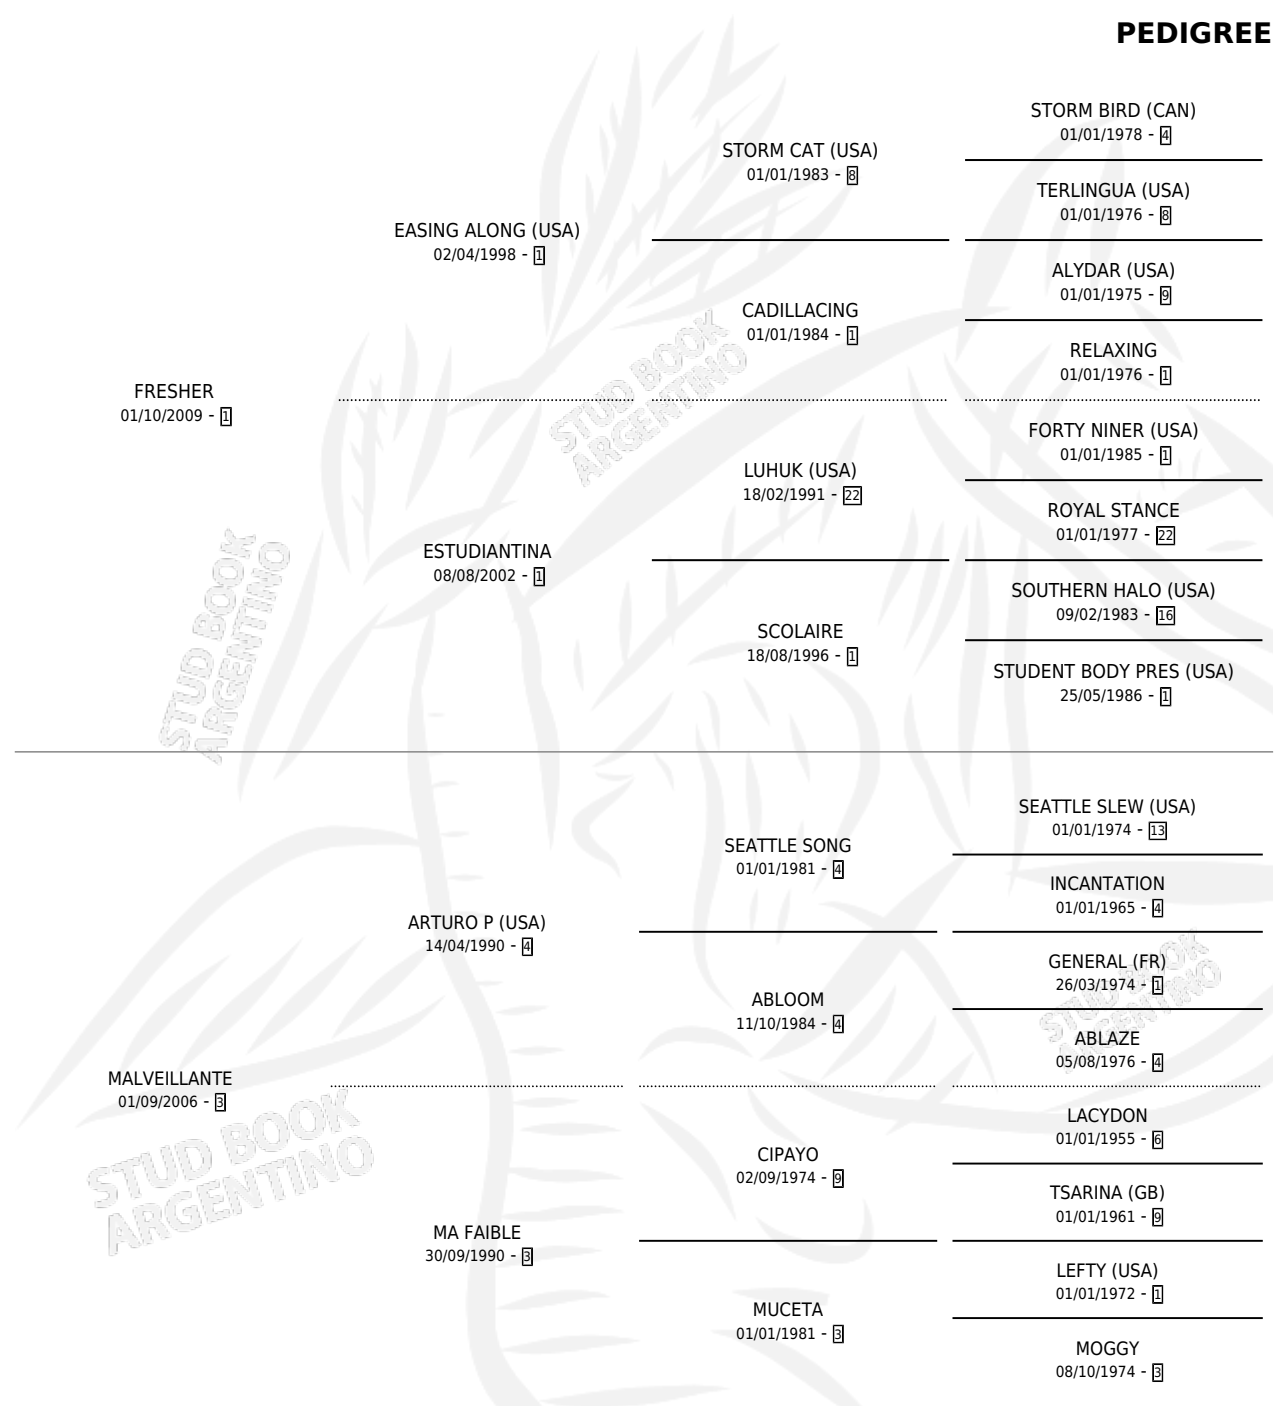 PEDIGREE
STORM BIRD (CAN)
01/01/1978 - 4
STORM CAT (USA)
01/01/1983 - 8
TERLINGUA (USA)
01/01/1976 - 8
EASING ALONG (USA)
02/04/1998 - 1
ALYDAR (USA)
01/01/1975 - 9
CADILLACING
01/01/1984 - 1
RELAXING
01/01/1976 - 1
FRESHER
01/10/2009 - 1
FORTY NINER (USA)
01/01/1985 - 1
LUHUK (USA)
18/02/1991 - 22
ROYAL STANCE
01/01/1977 - 22
ESTUDIANTINA
08/08/2002 - 1
SOUTHERN HALO (USA)
09/02/1983 - 16
SCOLAIRE
18/08/1996 - 1
STUDENT BODY PRES (USA)
25/05/1986 - 1
SEATTLE SLEW (USA)
01/01/1974 - 13
SEATTLE SONG
01/01/1981 - 4
INCANTATION
01/01/1965 - 4
ARTURO P (USA)
14/04/1990 - 4
GENERAL (FR)
26/03/1974 - 1
ABLOOM
11/10/1984 - 4
ABLAZE
05/08/1976 - 4
MALVEILLANTE
01/09/2006 - 3
LACYDON
01/01/1955 - 6
CIPAYO
02/09/1974 - 9
TSARINA (GB)
01/01/1961 - 9
MA FAIBLE
30/09/1990 - 3
LEFTY (USA)
01/01/1972 - 1
MUCETA
01/01/1981 - 3
MOGGY
08/10/1974 - 3
STUD BOOK
ARGENTINO
STUD BOOK
ARGENTINO
STUD BOOK
ARGENTINO
STUD BOOK
ARGENTINO